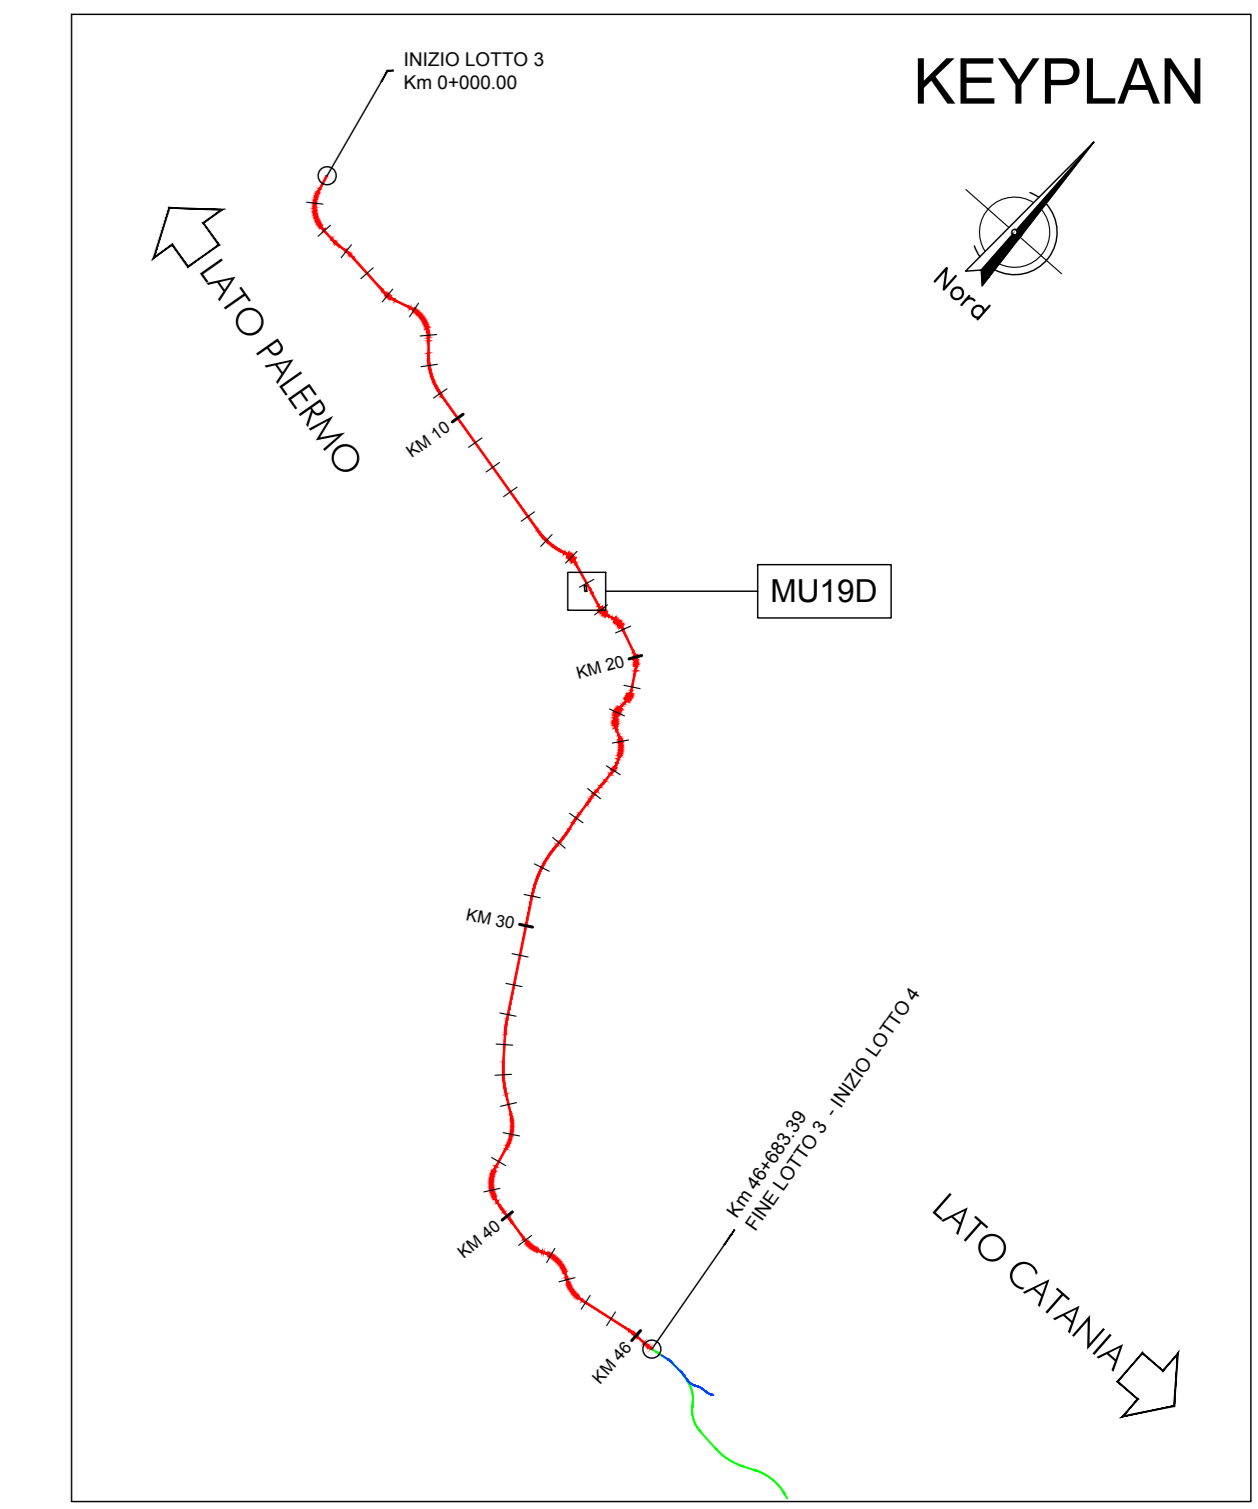 INIZIO LOTTO 3
Km 0+000.00
KEYPLAN
Nord
LATO PALERMO
KM 10
MU19D
KM 20
KM 30
Km 46+683.39
FINE LOTTO 3 - INIZIO LOTTO 4
KM 40
LATO CATANIA
KM 46